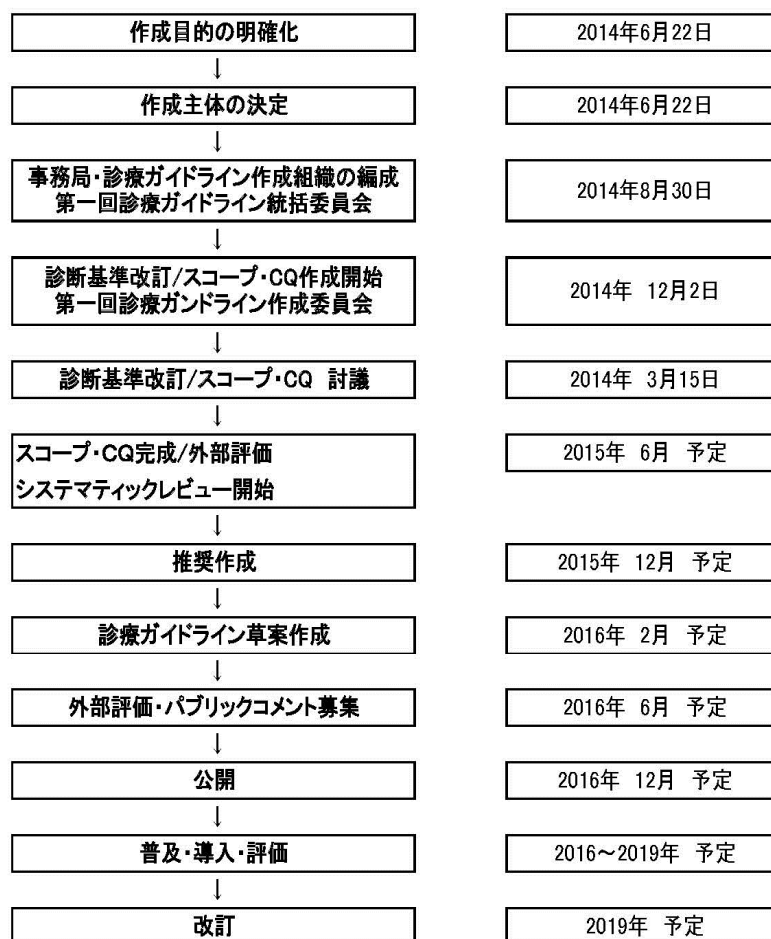 作成目的の明確化
2014年6月22日
↓
作成主体の決定
2014年6月22日
↓
事務局・診療ガイドライン作成組織の編成
第一回診療ガイドライン統括委員会
2014年8月30日
↓
診断基準改訂/スコープ・CQ作成開始
第一回診療ガンドライン作成委員会
2014年 12月2日
↓
診断基準改訂/スコープ・CQ 討議
2014年 3月15日
↓
スコープ・CQ完成/外部評価
システマティックレビュー開始
2015年 6月 予定
↓
推奨作成
2015年 12月 予定
↓
診療ガイドライン草案作成
2016年 2月 予定
↓
外部評価・パブリックコメント募集
2016年 6月 予定
↓
公開
2016年 12月 予定
↓
普及・導入・評価
2016～2019年 予定
↓
改訂
2019年 予定